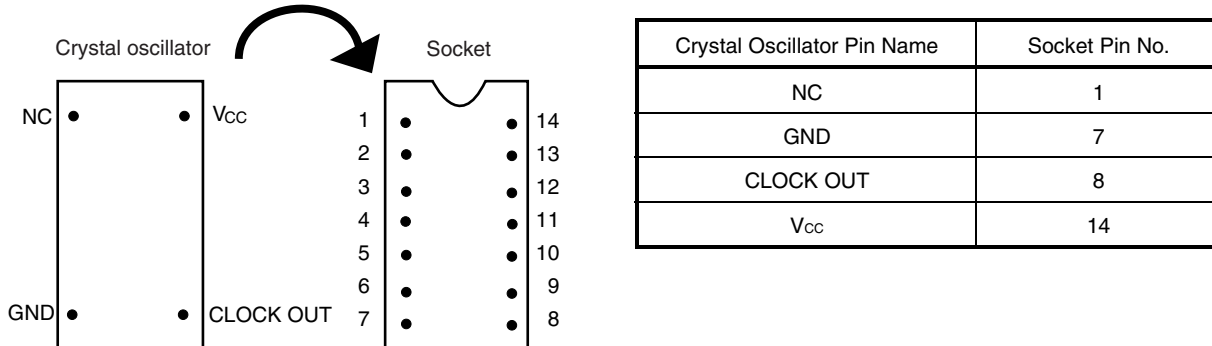 Crystal oscillator
Socket
NC
VCC
GND
CLOCK OUT
1
14
2
13
3
12
4
11
5
10
6
9
7
8
Crystal Oscillator Pin Name Socket Pin No.
NC 1
GND 7
CLOCK OUT 8
VCC 14